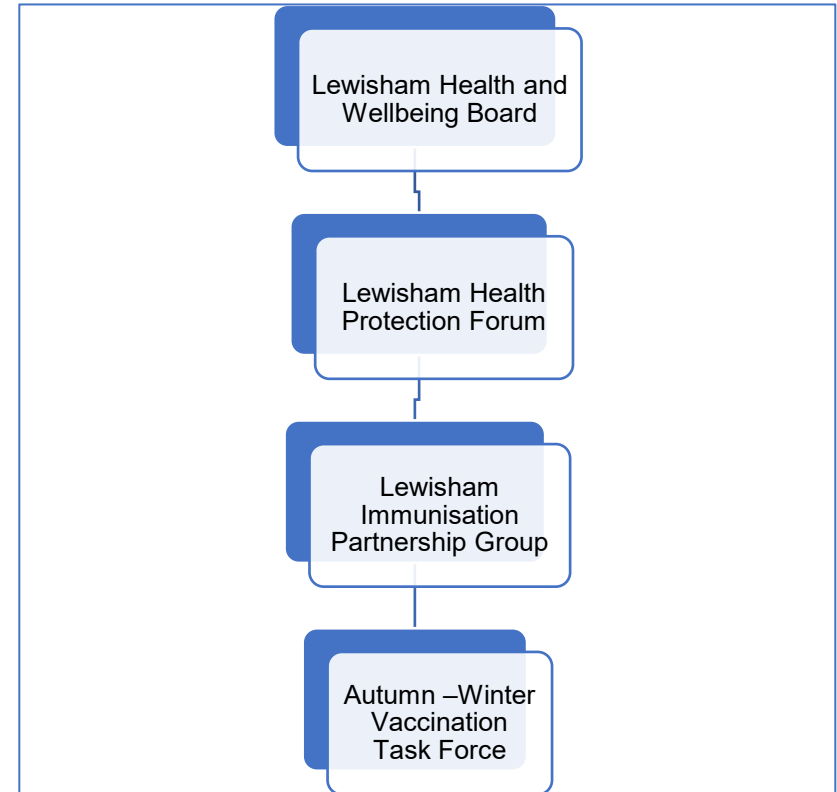 Lewisham Health and
Wellbeing Board
Lewisham Health
Protection Forum
Lewisham
Immunisation
Partnership Group
Autumn –Winter
Vaccination
Task Force